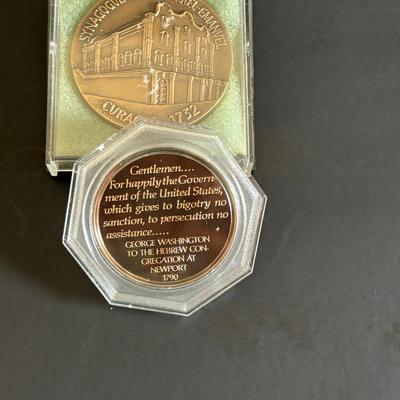 SYNAGOGUE
EMANUEL
1732
Gentlemen....
For happily the Govern-
ment of the United States,
which gives to bigotry no
sanction, to persecution no
assistance.....
GEORGE WASHINGTON
TO THE HEBREW CON-
GREGATION AT
NEWPORT
1790